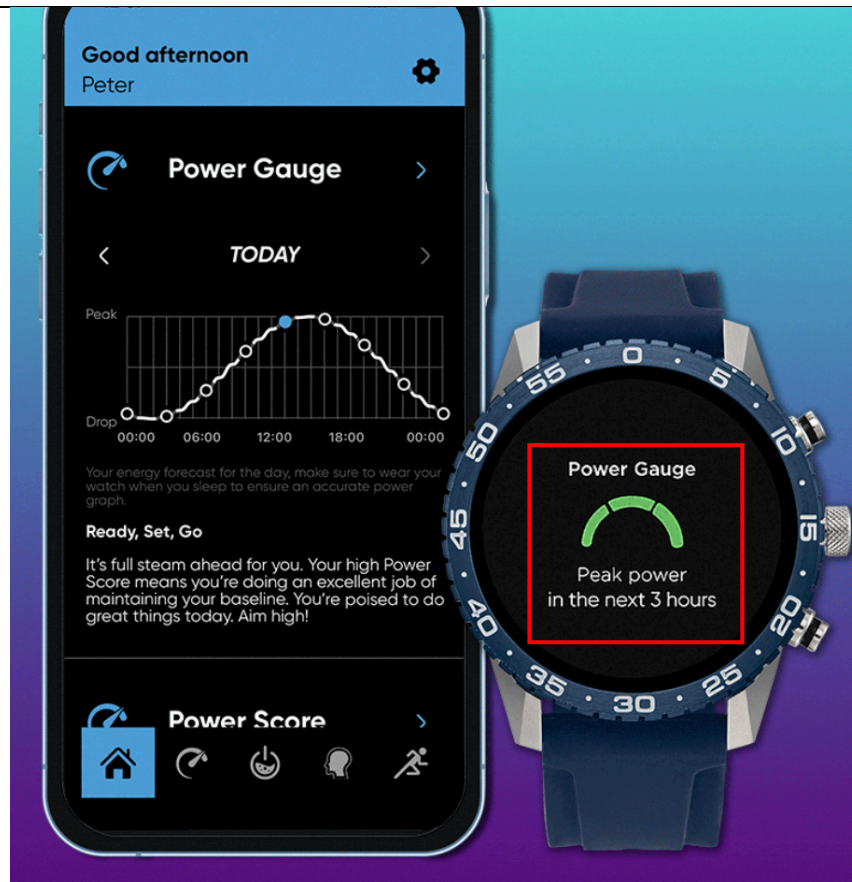 Good afternoon
Peter
Power Gauge
TODAY
Peak
Drop
00:00 06:00 12:00 18:00 00:00
Your energy forecast for the day, make sure to wear your
watch when you sleep to ensure an accurate power
graph.
Ready, Set, Go
It's full steam ahead for you. Your high Power
Score means you're doing an excellent job of
maintaining your baseline. You're poised to do
great things today. Aim high!
Power Score
0
5
10
15
20
25
30
35
40
45
50
55
Power Gauge
Peak power
in the next 3 hours